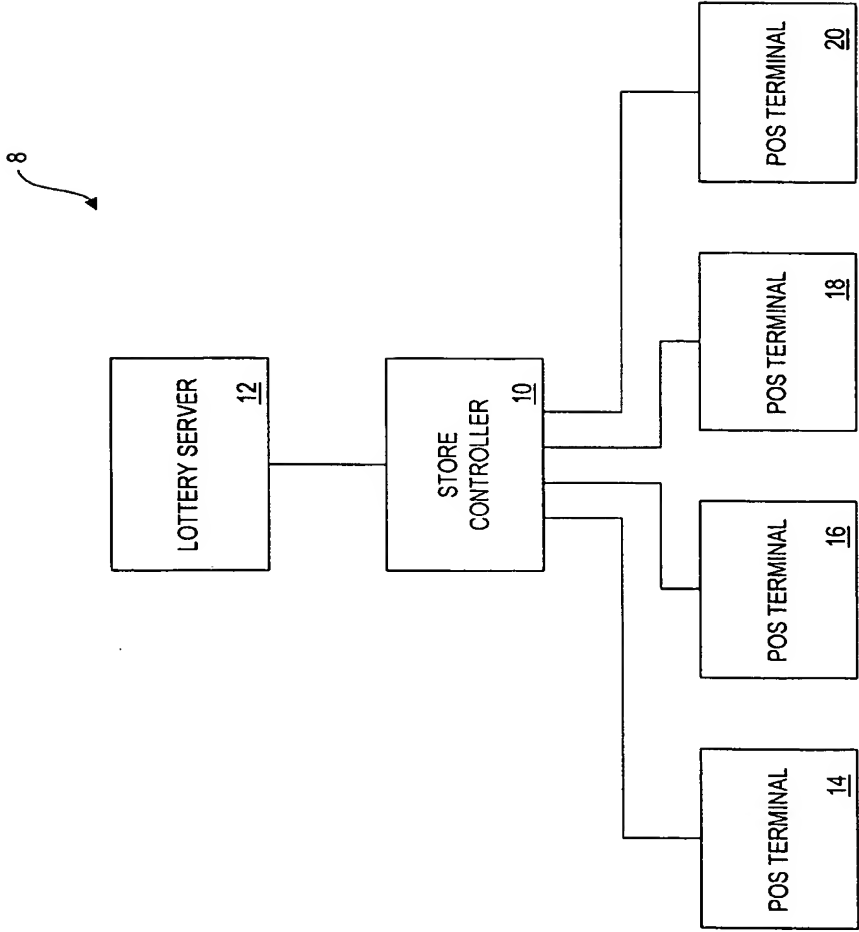 8
LOTTERY SERVER
12
STORE
CONTROLLER
10
POS TERMINAL
14
POS TERMINAL
16
POS TERMINAL
18
POS TERMINAL
20